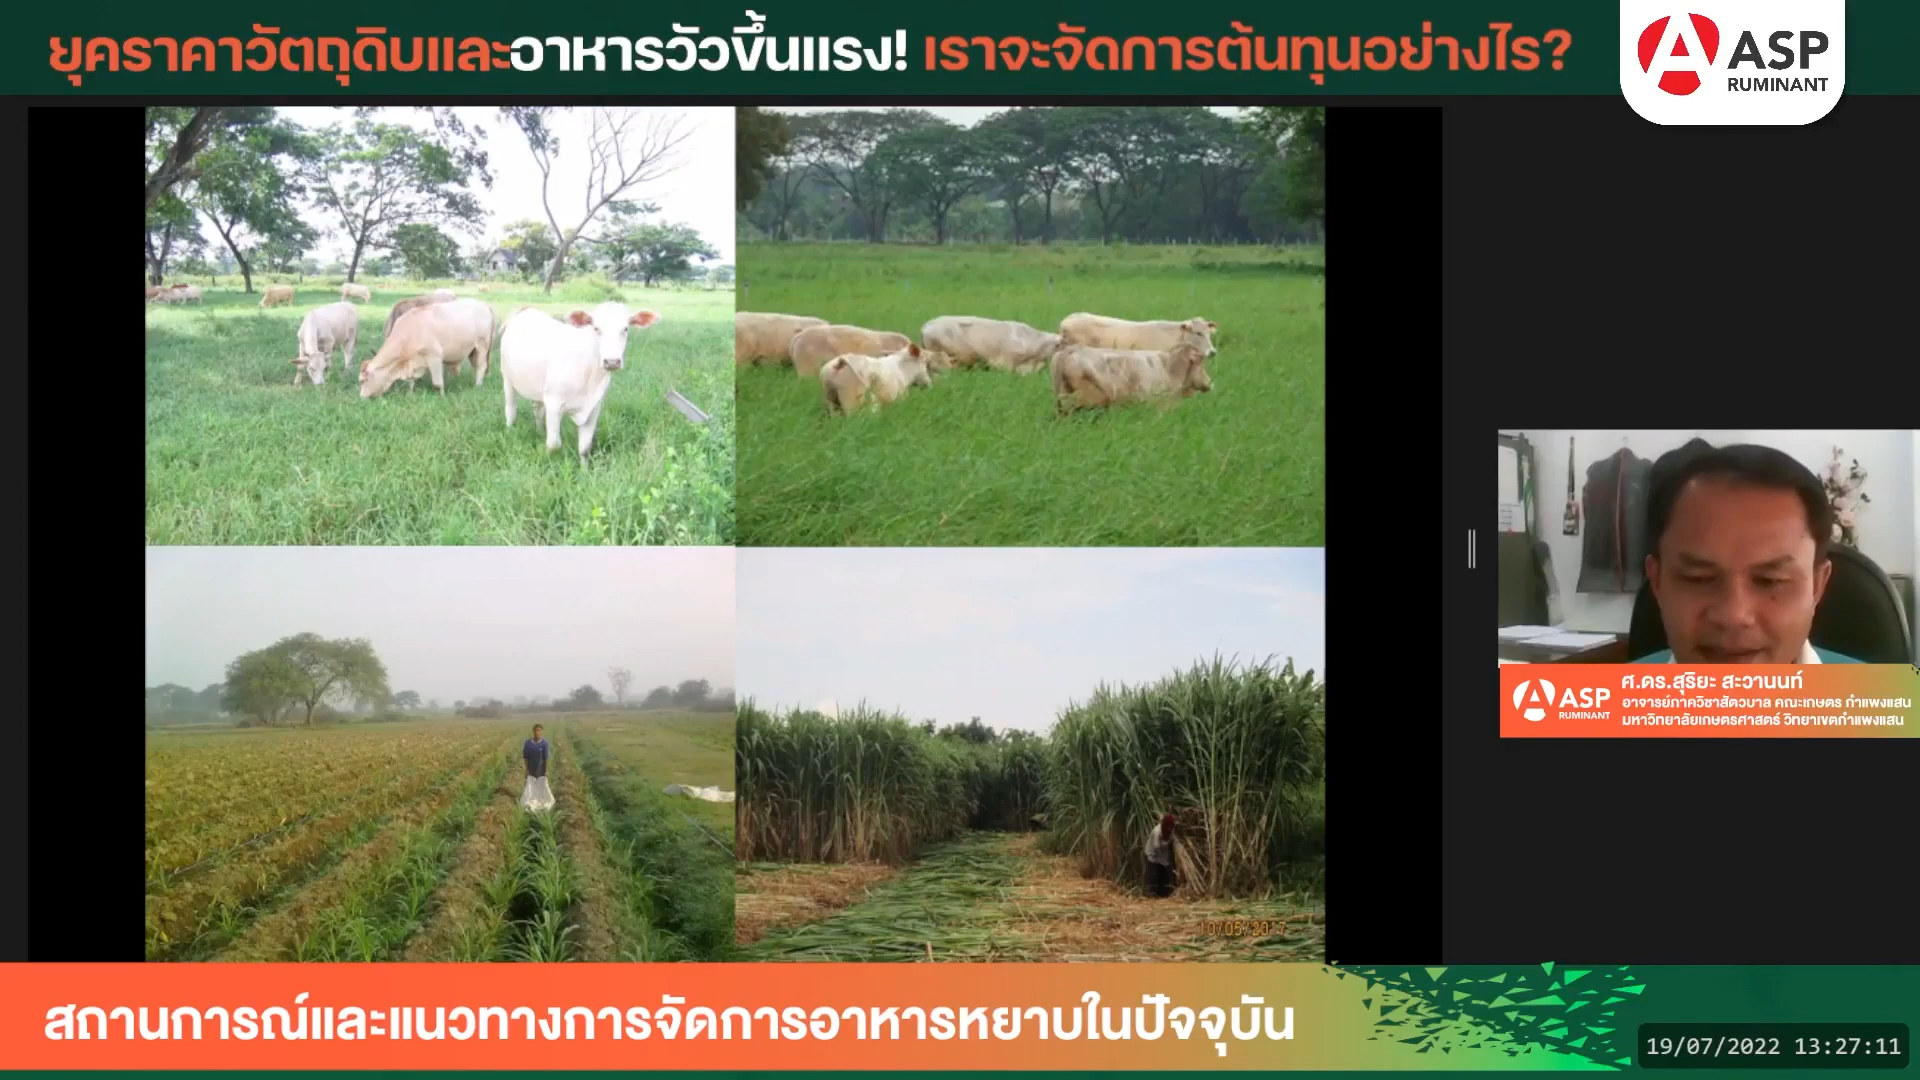 ยุคราคาวัตถุดิบและอาหารวัวขึ้นแรง! เราจะจัดการต้นทุนอย่างไร?
ASP
RUMINANT
ASP
RUMINANT
ศ.ดร.สุริยะ สะวานนท์
อาจารย์ภาควิชาสัตวบาล คณะเกษตร กำแพงแสน
มหาวิทยาลัยเกษตรศาสตร์ วิทยาเขตกำแพงแสน
10/05/2017
สถานการณ์และแนวทางการจัดการอาหารหยาบในปัจจุบัน
19/07/2022 13:27:11